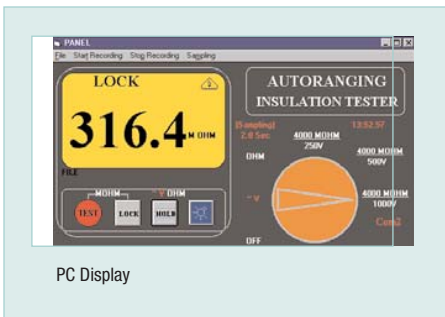 PANEL
File Start Recording Stop Recording Sampling
LOCK
316.4 M OHM
FILE
MOHM ~ V OHM
TEST LOCK HOLD
AUTORANGING
INSULATION TESTER
[Sampling] 13:52:57
2.0 Sec
4000 MOHM
250V
OHM
4000 MOHM
500V
~ V
4000 MOHM
1000V
Com2
OFF
PC Display